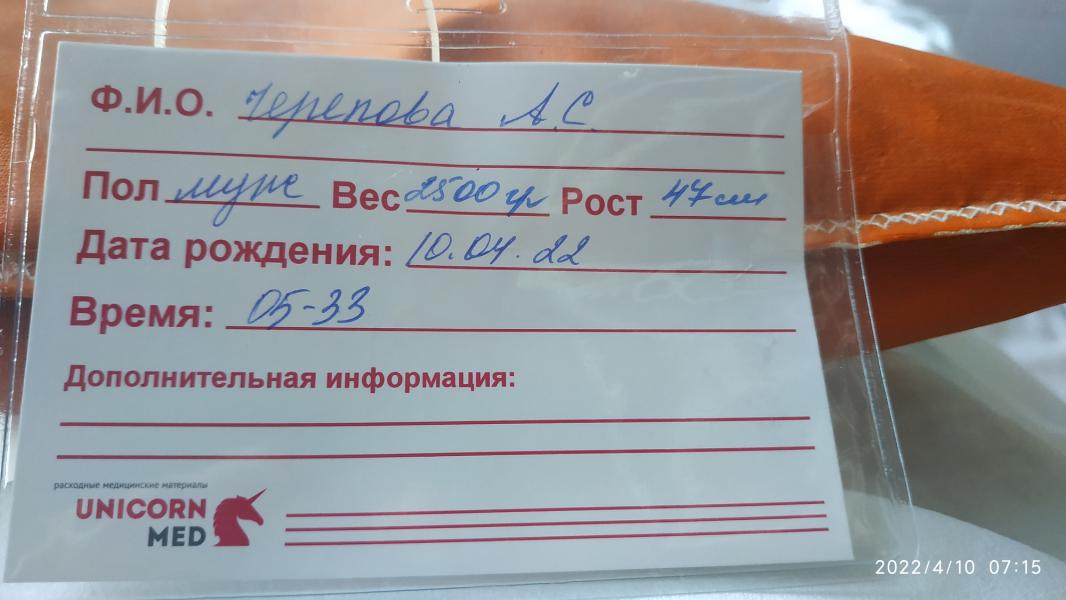 Ф.И.О. Черепова А.С.
Пол муж Вес 2500 гр Рост 47 см
Дата рождения: 10.04.22
Время: 05-33
Дополнительная информация:
расходные медицинские материалы
UNICORN
MED
2022/4/10 07:15